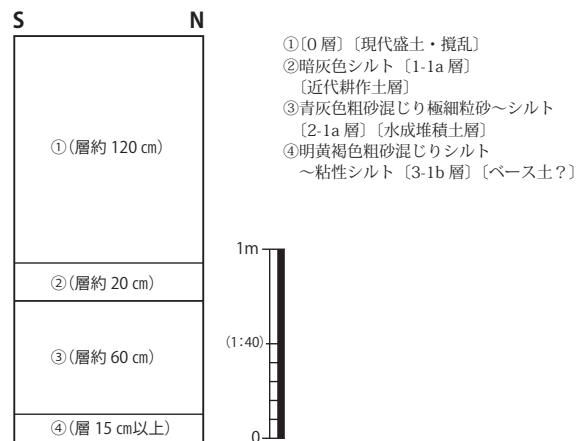 S N
①〔0 層〕〔現代盛土・撹乱〕
②暗灰色シルト〔1-1a 層〕
〔近代耕作土層〕
③青灰色粗砂混じり極細粒砂～シルト
〔2-1a 層〕〔水成堆積土層〕
④明黄褐色粗砂混じりシルト
～粘性シルト〔3-1b 層〕〔ベース土？〕
①(層約 120 ㎝)
②(層約 20 ㎝)
③(層約 60 ㎝)
④(層 15 ㎝以上)
1m
(1:40)
0